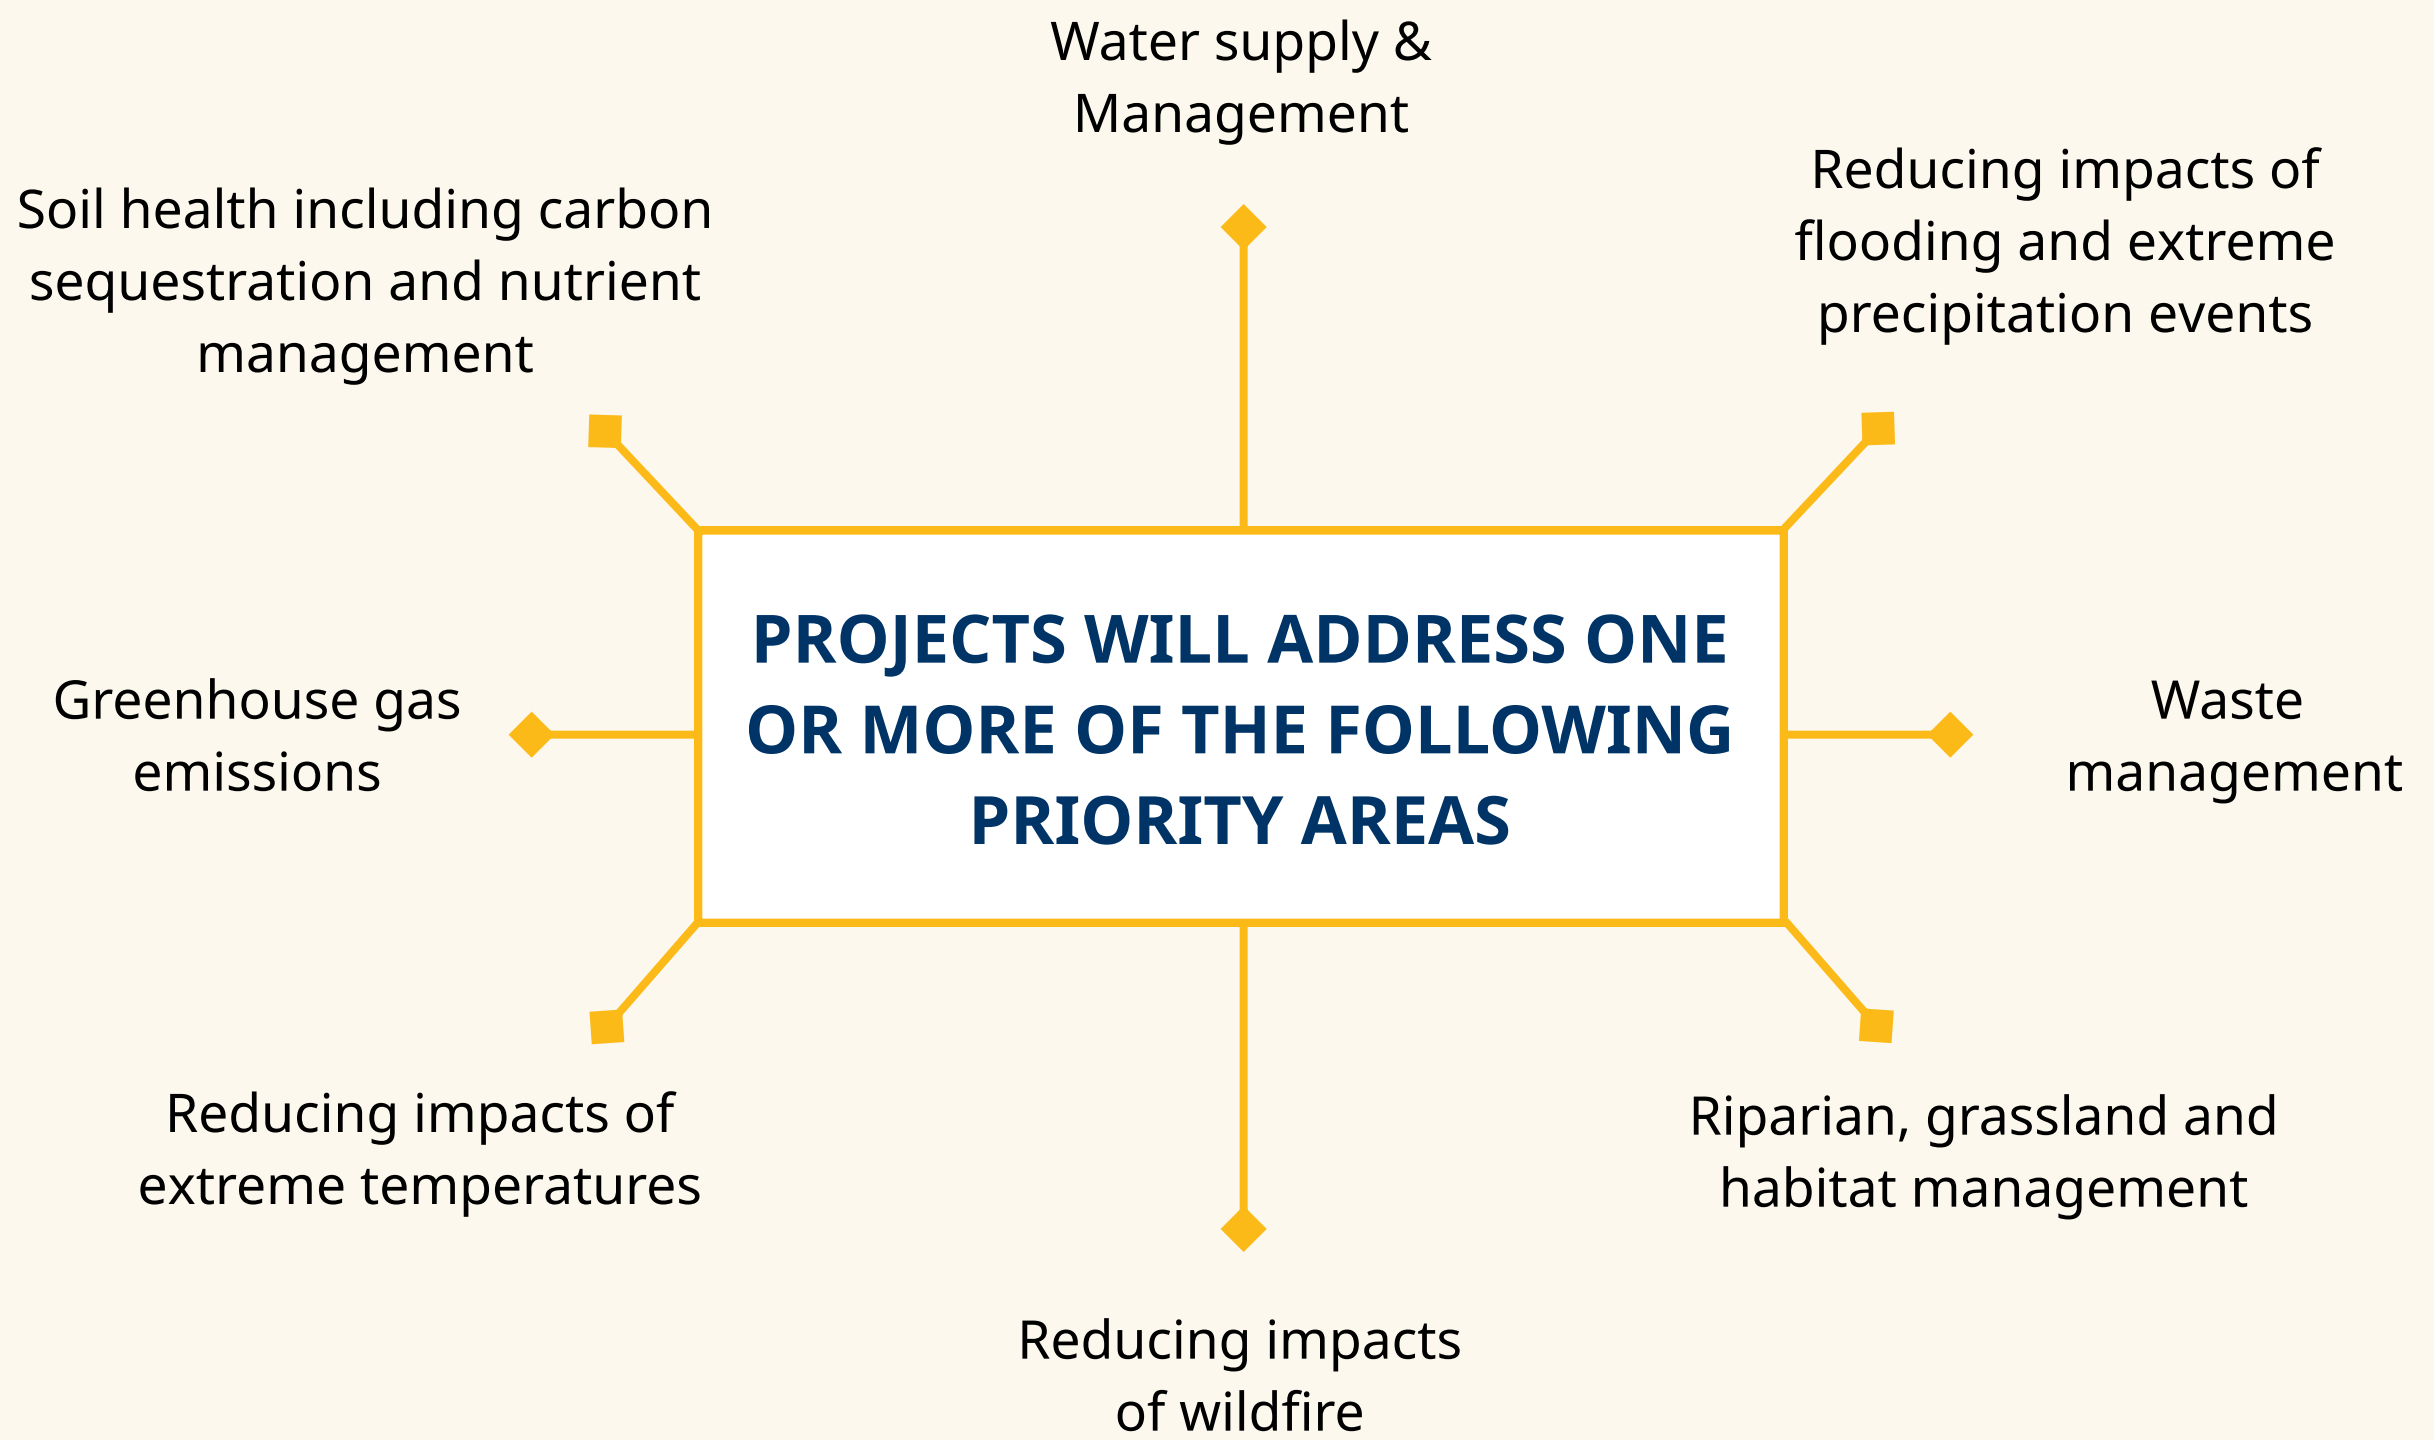 Water supply &
Management
Soil health including carbon
sequestration and nutrient
management
Reducing impacts of
flooding and extreme
precipitation events
PROJECTS WILL ADDRESS ONE
OR MORE OF THE FOLLOWING
PRIORITY AREAS
Greenhouse gas
emissions
Waste
management
Reducing impacts of
extreme temperatures
Riparian, grassland and
habitat management
Reducing impacts
of wildfire